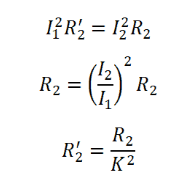 I₁²R₂′ = I₂²R₂
R₂ = (I₂/I₁)² R₂
R₂′ = R₂/K²